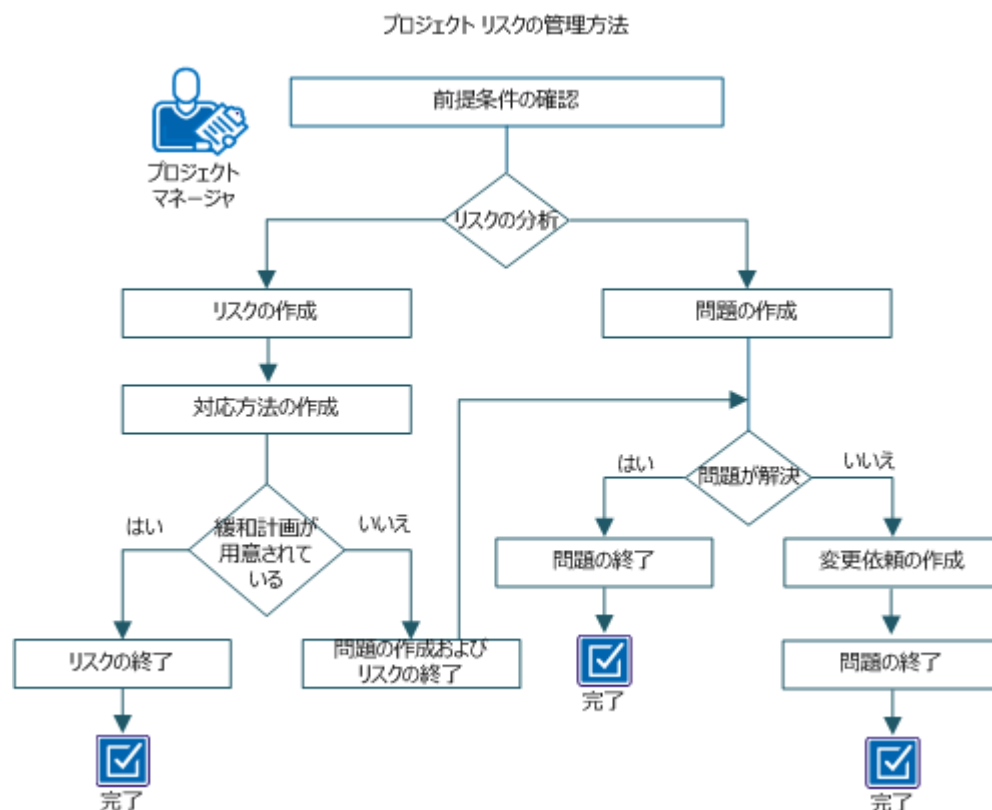 プロジェクト リスクの管理方法
前提条件の確認
プロジェクト
マネージャ
リスクの分析
リスクの作成
問題の作成
対応方法の作成
はい
問題が解決
いいえ
はい
緩和計画が
用意されて
いる
いいえ
問題の終了
変更依頼の作成
リスクの終了
問題の作成および
リスクの終了
完了
問題の終了
完了
完了